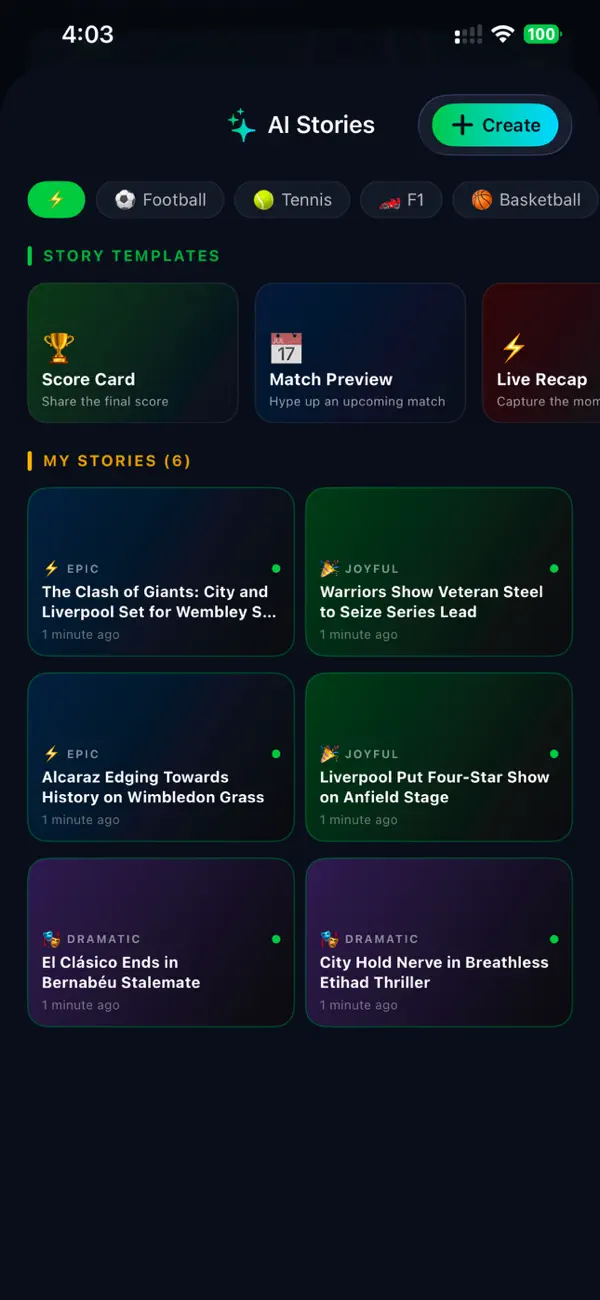 4:03
100
AI Stories
Create
Football
Tennis
F1
Basketball
STORY TEMPLATES
JUL
17
Score Card
Share the final score
Match Preview
Hype up an upcoming match
Live Recap
Capture the mom
MY STORIES (6)
EPIC
The Clash of Giants: City and
Liverpool Set for Wembley S...
1 minute ago
JOYFUL
Warriors Show Veteran Steel
to Seize Series Lead
1 minute ago
EPIC
Alcaraz Edging Towards
History on Wimbledon Grass
1 minute ago
JOYFUL
Liverpool Put Four-Star Show
on Anfield Stage
1 minute ago
DRAMATIC
El Clásico Ends in
Bernabéu Stalemate
1 minute ago
DRAMATIC
City Hold Nerve in Breathless
Etihad Thriller
1 minute ago